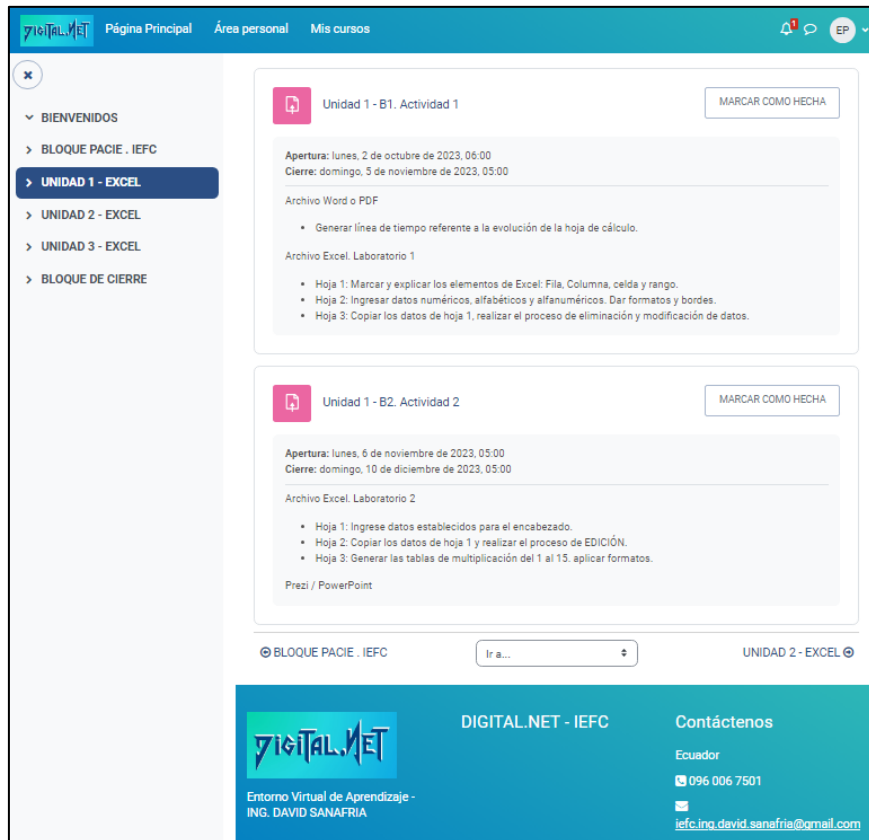 DIGITAL.NET Página Principal Área personal Mis cursos 1 EP
BIENVENIDOS
BLOQUE PACIE . IEFC
UNIDAD 1 - EXCEL
UNIDAD 2 - EXCEL
UNIDAD 3 - EXCEL
BLOQUE DE CIERRE
Unidad 1 - B1. Actividad 1
MARCAR COMO HECHA
Apertura: lunes, 2 de octubre de 2023, 06:00
Cierre: domingo, 5 de noviembre de 2023, 05:00
Archivo Word o PDF
• Generar línea de tiempo referente a la evolución de la hoja de cálculo.
Archivo Excel. Laboratorio 1
• Hoja 1: Marcar y explicar los elementos de Excel: Fila, Columna, celda y rango.
• Hoja 2: Ingresar datos numéricos, alfabéticos y alfanuméricos. Dar formatos y bordes.
• Hoja 3: Copiar los datos de hoja 1, realizar el proceso de eliminación y modificación de datos.
Unidad 1 - B2. Actividad 2
MARCAR COMO HECHA
Apertura: lunes, 6 de noviembre de 2023, 05:00
Cierre: domingo, 10 de diciembre de 2023, 05:00
Archivo Excel. Laboratorio 2
• Hoja 1: Ingrese datos establecidos para el encabezado.
• Hoja 2: Copiar los datos de hoja 1 y realizar el proceso de EDICIÓN.
• Hoja 3: Generar las tablas de multiplicación del 1 al 15. aplicar formatos.
Prezi / PowerPoint
BLOQUE PACIE . IEFC
Ir a...
UNIDAD 2 - EXCEL
DIGITAL.NET
Entorno Virtual de Aprendizaje -
ING. DAVID SANAFRIA
DIGITAL.NET - IEFC
Contáctenos
Ecuador
096 006 7501
iefc.ing.david.sanafria@gmail.com